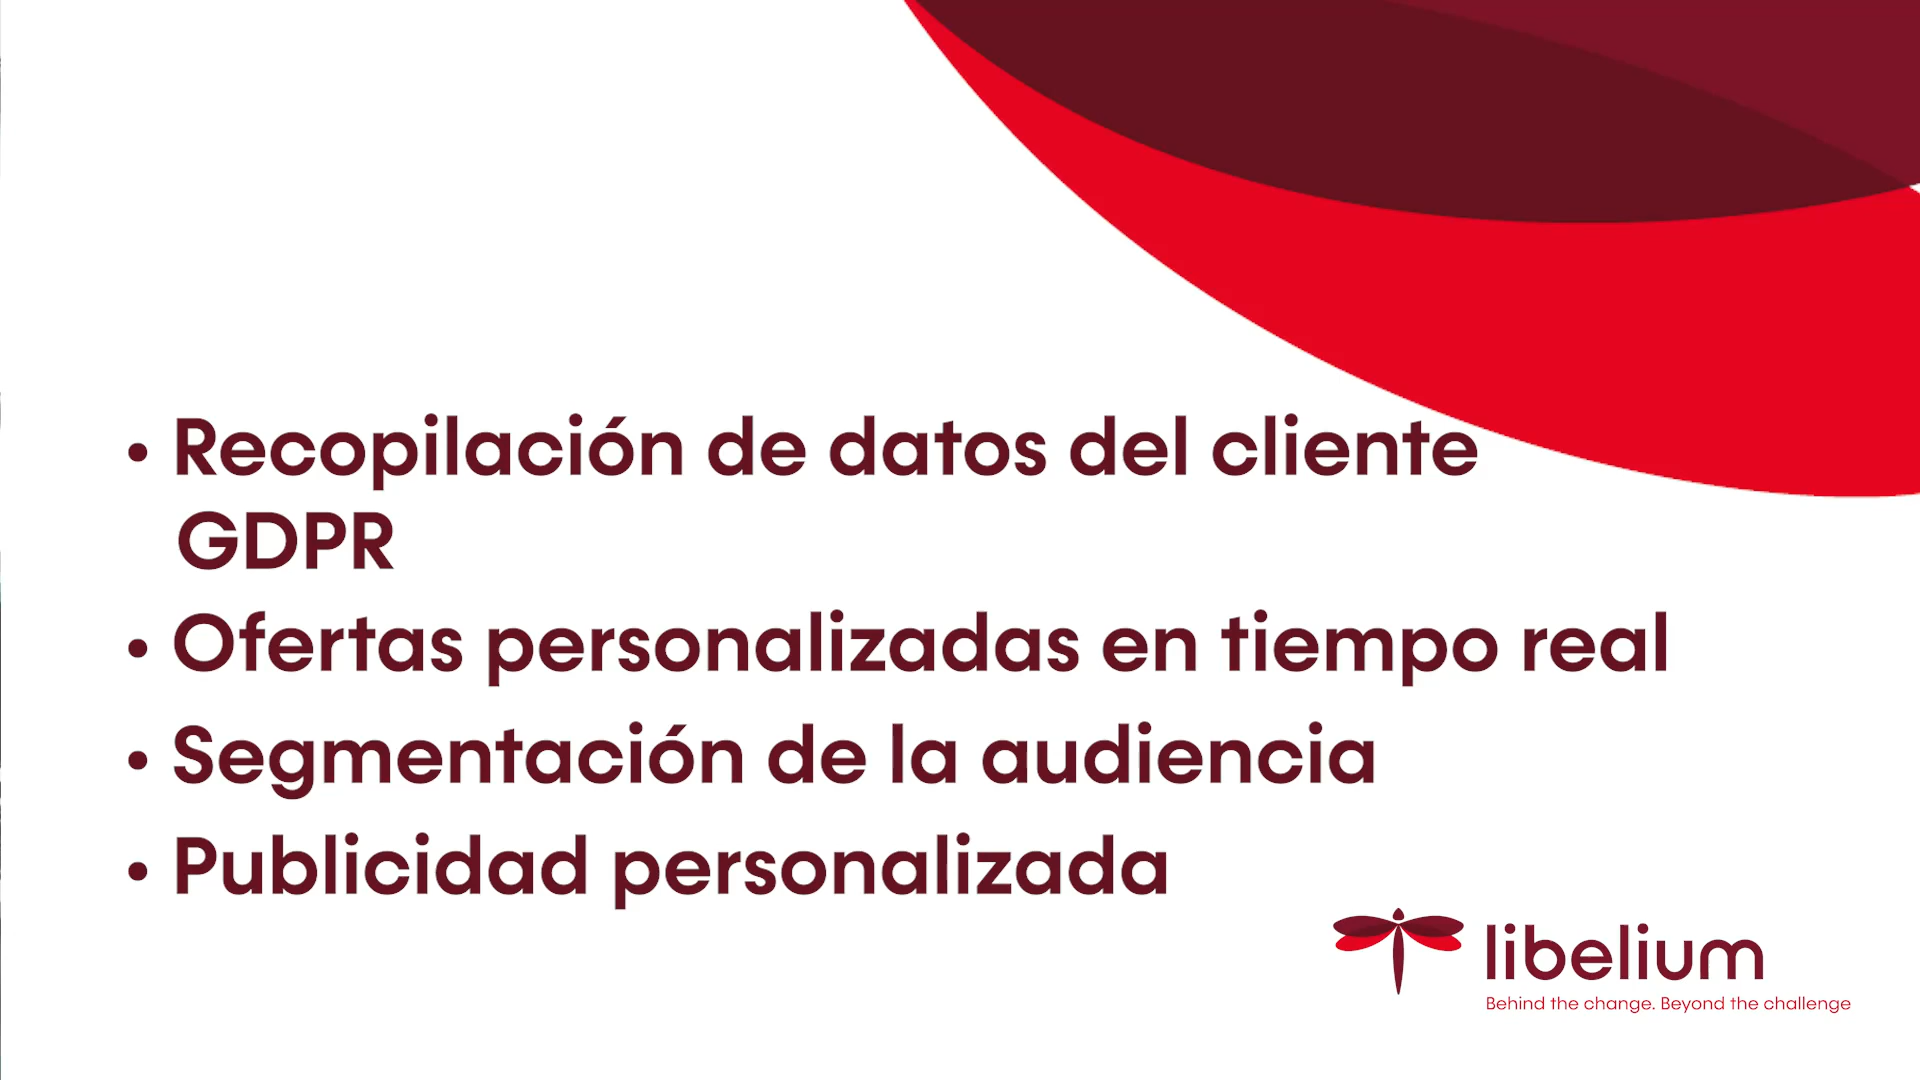 • Recopilación de datos del cliente
GDPR
• Ofertas personalizadas en tiempo real
• Segmentación de la audiencia
• Publicidad personalizada
libelium
Behind the change. Beyond the challenge